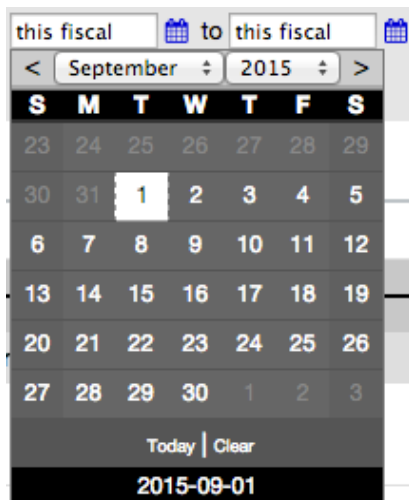 this fiscal to this fiscal
< September 2015 >
S M T W T F S
23 24 25 26 27 28 29
30 31 1 2 3 4 5
6 7 8 9 10 11 12
13 14 15 16 17 18 19
20 21 22 23 24 25 26
27 28 29 30 1 2 3
Today | Clear
2015-09-01